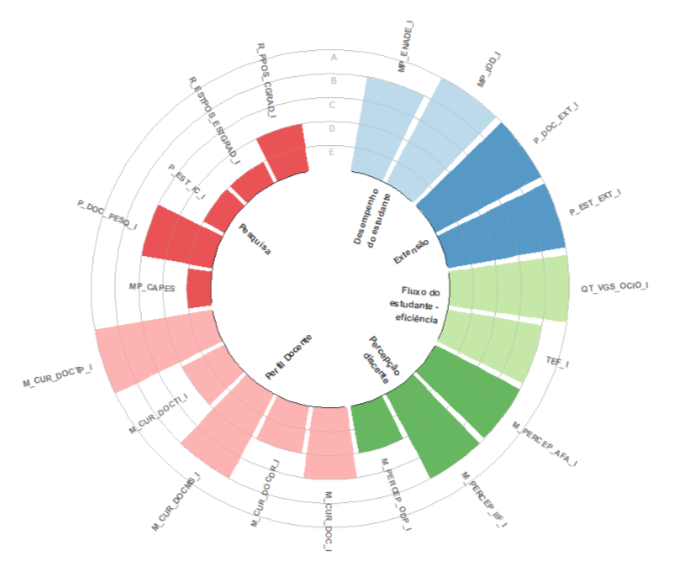 A
B
C
D
E
MP_ENADE_I
MP_IDD_I
P_DOC_EXT_I
P_EST_EXT_I
QT_VGS_OCIO_I
TEF_I
M_PERCEP_AFA_I
M_PERCEP_IIF_I
M_PERCEP_ODP_I
M_CUR_DOC_I
M_CUR_DOCDR_I
M_CUR_DOCMS_I
M_CUR_DOCTI_I
M_CUR_DOCTP_I
MP_CAPES
P_DOC_PESQ_I
P_EST_IC_I
R_ESTPOS_ESTGRAD_I
R_PPOS_CGRAD_I
Desempenho
do estudante
Extensão
Fluxo do
estudante -
eficiência
Percepção
discente
Perfil Docente
Pesquisa